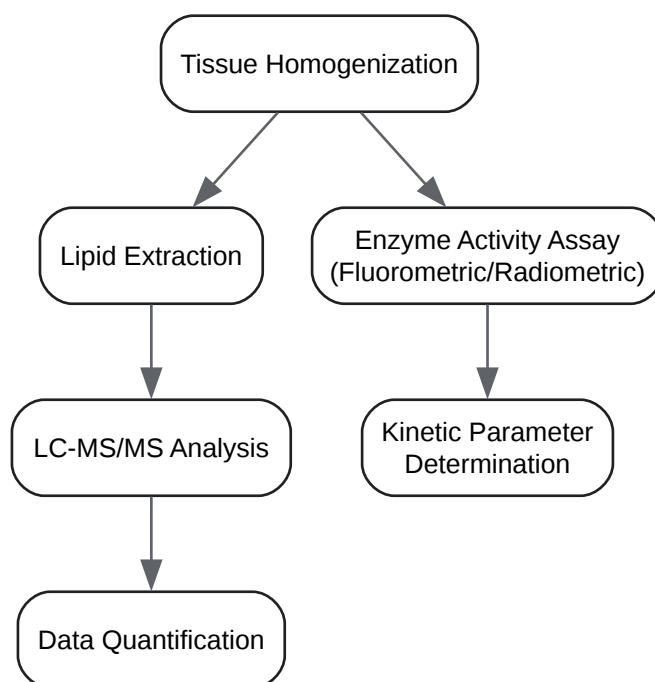 Tissue Homogenization
Lipid Extraction
Enzyme Activity Assay
(Fluorometric/Radiometric)
LC-MS/MS Analysis
Kinetic Parameter
Determination
Data Quantification